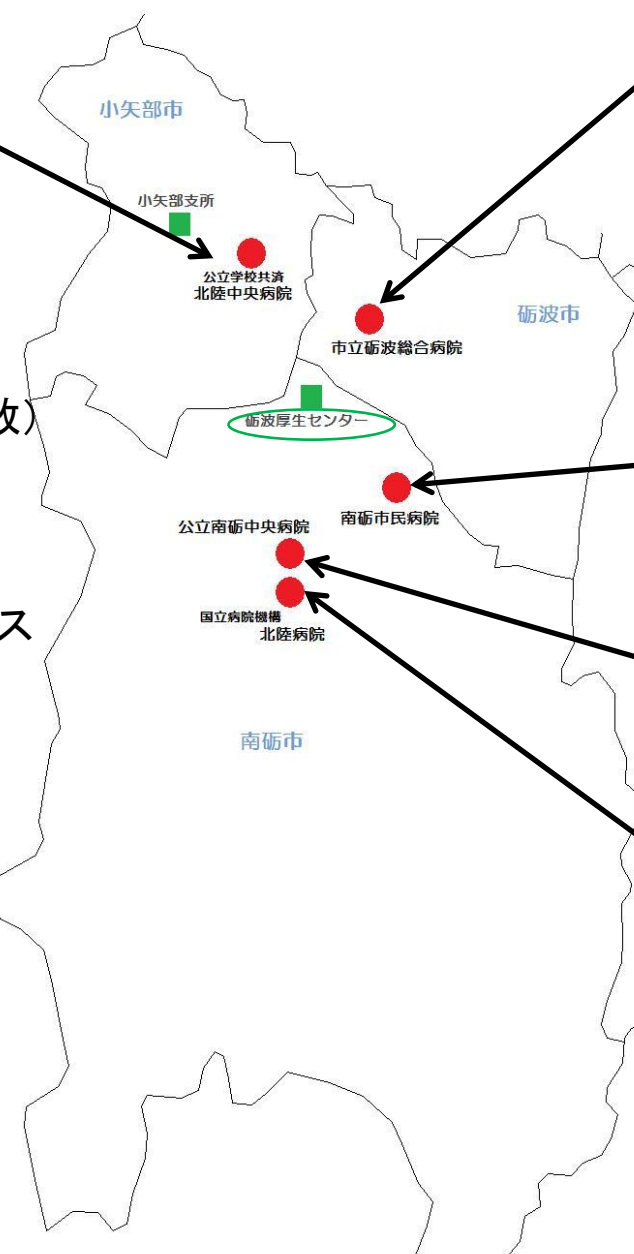 小矢部市
小矢部支所
公立学校共済
北陸中央病院
砺波市
市立砺波総合病院
砺波厚生センター
数）
南砺市民病院
公立南砺中央病院
ス
国立病院機構
北陸病院
南砺市